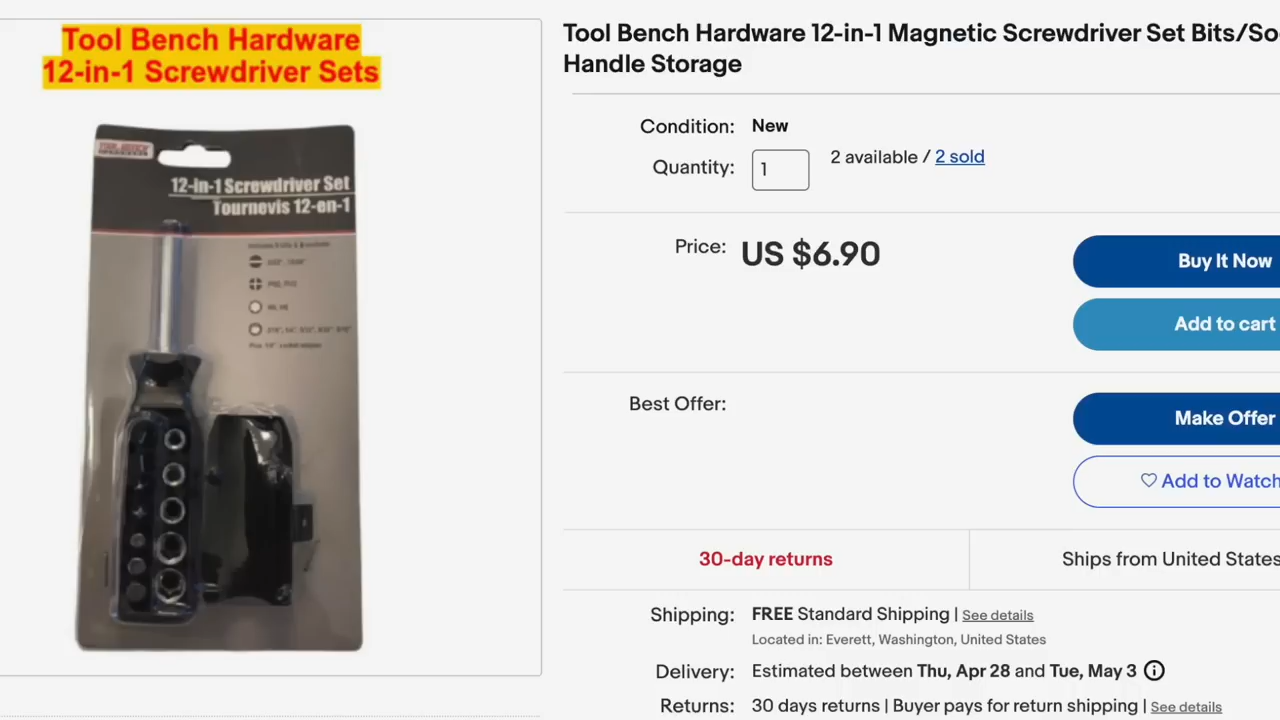 Tool Bench Hardware
12-in-1 Screwdriver Sets
TOOL BENCH
HARDWARE
12-in-1 Screwdriver Set
Tournevis 12-en-1
Tool Bench Hardware 12-in-1 Magnetic Screwdriver Set Bits/So
Handle Storage
Condition: New
Quantity: 1 2 available / 2 sold
Price: US $6.90
Buy It Now
Add to cart
Best Offer:
Make Offer
Add to Watch
30-day returns
Ships from United States
Shipping: FREE Standard Shipping | See details
Located in: Everett, Washington, United States
Delivery: Estimated between Thu, Apr 28 and Tue, May 3
Returns: 30 days returns | Buyer pays for return shipping | See details